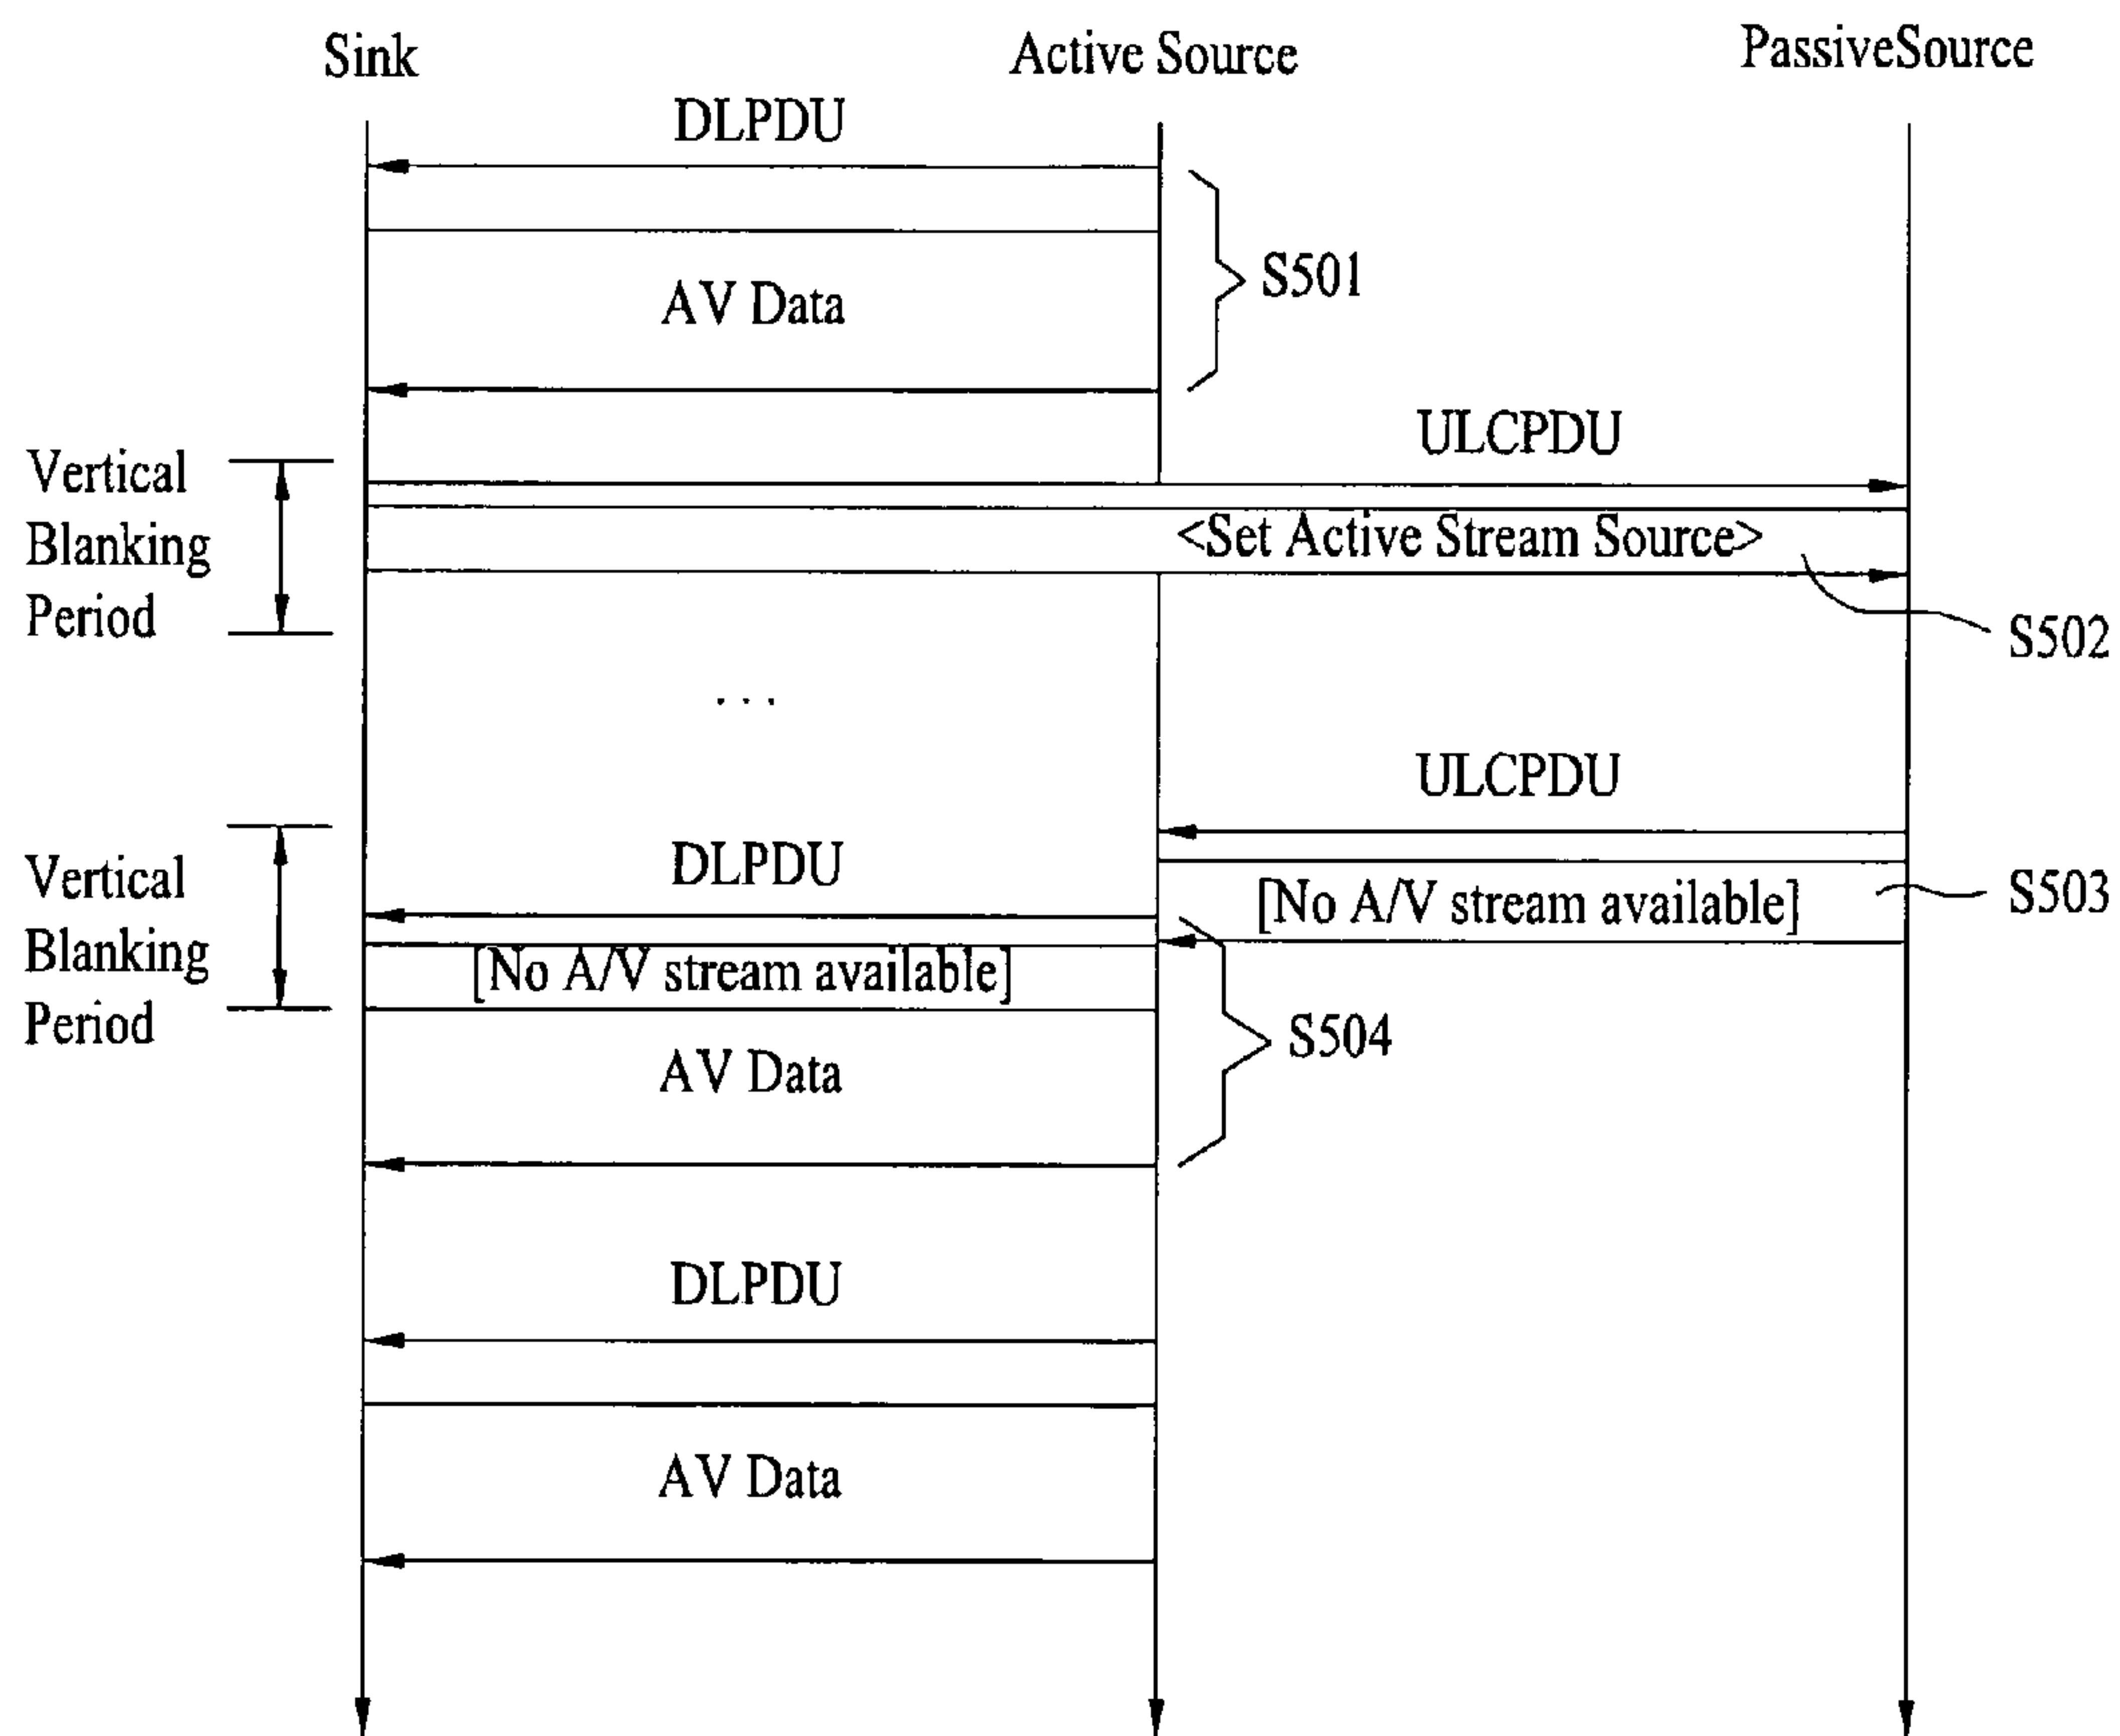 Sink
Active Source
PassiveSource
DLPDU
AV Data
S501
ULCPDU
Vertical
Blanking
Period
<Set Active Stream Source>
S502
. . .
ULCPDU
Vertical
Blanking
Period
DLPDU
[No A/V stream available]
S503
[No A/V stream available]
S504
AV Data
DLPDU
AV Data